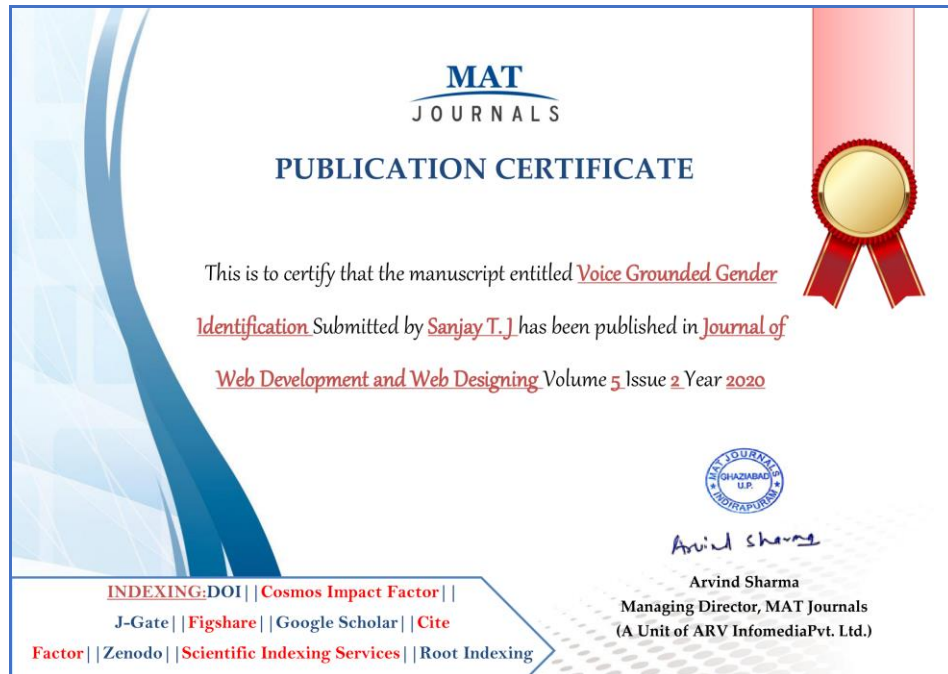 MAT
JOURNALS
PUBLICATION CERTIFICATE
This is to certify that the manuscript entitled Voice Grounded Gender
Identification Submitted by Sanjay T. J has been published in Journal of
Web Development and Web Designing Volume 5 Issue 2 Year 2020
MAT JOURNALS
GHAZIABAD
U.P.
INDIRAPURAM
Arvind Sharma
Arvind Sharma
Managing Director, MAT Journals
(A Unit of ARV InfomediaPvt. Ltd.)
INDEXING:DOI||Cosmos Impact Factor||
J-Gate||Figshare||Google Scholar||Cite
Factor||Zenodo||Scientific Indexing Services||Root Indexing